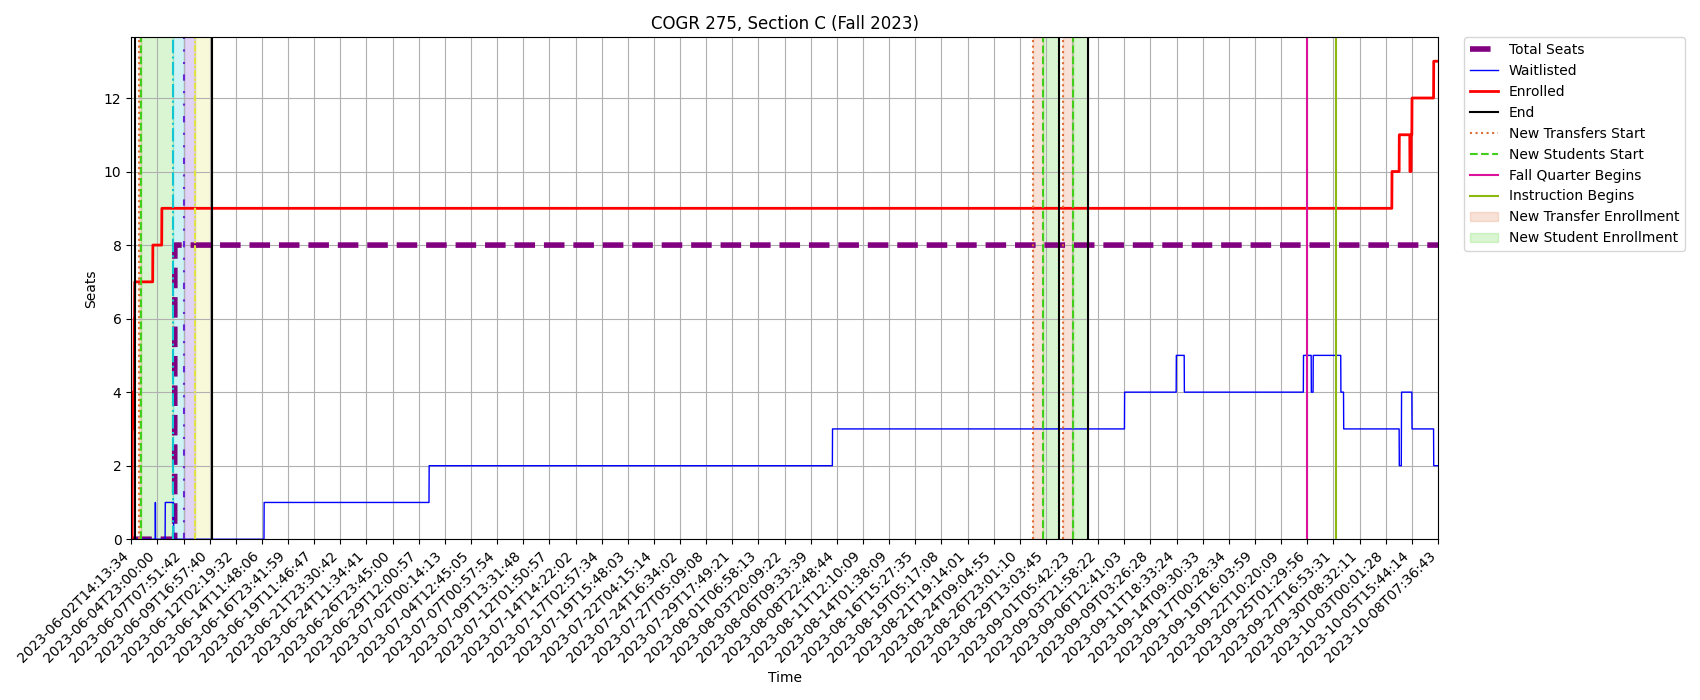 COGR 275, Section C (Fall 2023)
Total Seats
Waitlisted
Enrolled
End
New Transfers Start
New Students Start
Fall Quarter Begins
Instruction Begins
New Transfer Enrollment
New Student Enrollment
Seats
12
10
8
6
4
2
0
2023-06-02T14:13:34
2023-06-04T23:00:00
2023-06-07T07:51:42
2023-06-09T16:57:40
2023-06-12T02:19:32
2023-06-14T11:48:06
2023-06-16T23:41:59
2023-06-19T11:46:47
2023-06-21T23:30:42
2023-06-24T11:34:41
2023-06-26T23:45:00
2023-06-29T12:00:57
2023-07-02T00:14:13
2023-07-04T12:45:05
2023-07-07T00:57:54
2023-07-09T13:31:48
2023-07-12T01:50:57
2023-07-14T14:22:02
2023-07-17T02:57:34
2023-07-19T15:48:03
2023-07-22T04:15:14
2023-07-24T16:34:02
2023-07-27T05:09:08
2023-07-29T17:49:21
2023-08-01T06:58:13
2023-08-03T20:09:22
2023-08-06T09:33:39
2023-08-08T22:48:44
2023-08-11T12:10:09
2023-08-14T01:38:09
2023-08-16T15:27:35
2023-08-19T05:17:08
2023-08-21T19:14:01
2023-08-24T09:04:55
2023-08-26T23:01:10
2023-08-29T13:03:45
2023-09-01T05:42:23
2023-09-03T21:58:22
2023-09-06T12:41:03
2023-09-09T03:26:28
2023-09-11T18:33:24
2023-09-14T09:30:33
2023-09-17T00:28:34
2023-09-19T16:03:59
2023-09-22T10:20:09
2023-09-25T01:29:56
2023-09-27T16:53:31
2023-09-30T08:32:11
2023-10-03T00:01:28
2023-10-05T15:44:14
2023-10-08T07:36:43
Time